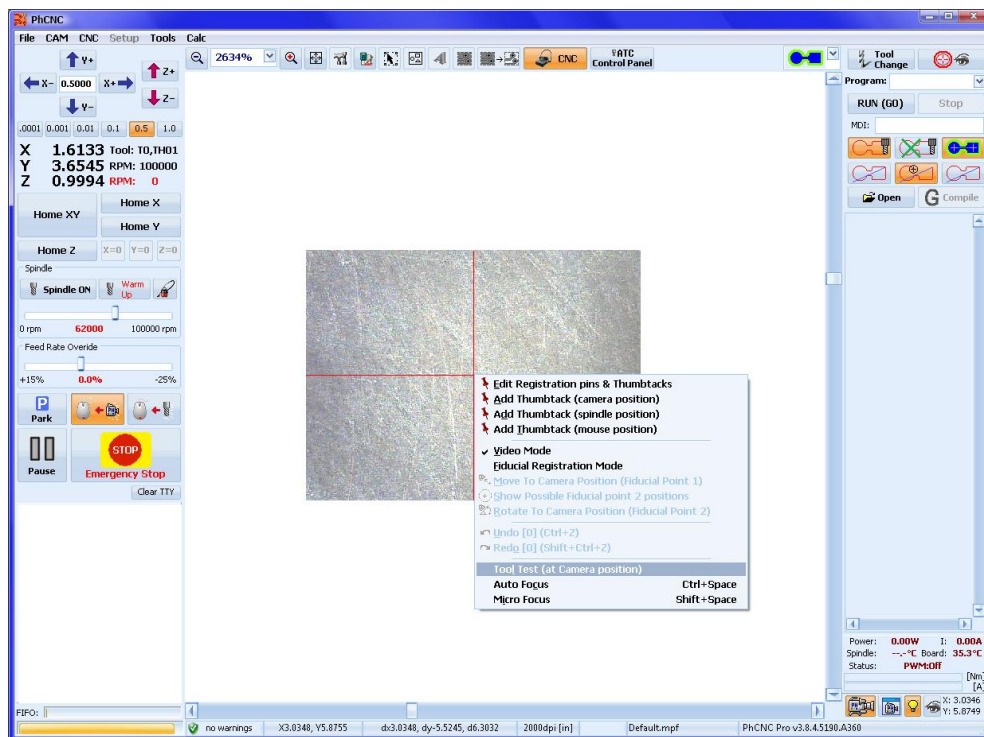 PhCNC
File CAM CNC Setup Tools Calc
Y+
X- 0.5000 X+
Y-
Z+
Z-
.0001 0.001 0.01 0.1 0.5 1.0
X 1.6133 Tool: T0,TH01
Y 3.6545 RPM: 100000
Z 0.9994 RPM: 0
Home XY
Home X
Home Y
Home Z X=0 Y=0 Z=0
Spindle
Spindle ON Warm Up
0 rpm 62000 100000 rpm
Feed Rate Overide
+15% 0.0% -25%
P
Park
Pause
STOP
Emergency Stop
Clear TTY
FIFO:
2634%
CNC
ATC
Control Panel
Edit Registration pins & Thumbtacks
Add Thumbtack (camera position)
Add Thumbtack (spindle position)
Add Thumbtack (mouse position)
Video Mode
Fiducial Registration Mode
Move To Camera Position (Fiducial Point 1)
Show Possible Fiducial point 2 positions
Rotate To Camera Position (Fiducial Point 2)
Undo [0] (Ctrl+Z)
Redo [0] (Shift+Ctrl+Z)
Tool Test (at Camera position)
Auto Focus Ctrl+Space
Micro Focus Shift+Space
Tool Change
Program:
RUN (GO) Stop
MDI:
Open G Compile
Power: 0.00W I: 0.00A
Spindle: --.-°C Board: 35.3°C
Status: PWM:Off
[Nm]
[A]
X: 3.0346
Y: 5.8749
no warnings X3.0348, Y5.8755 dx3.0348, dy-5.5245, d6.3032 2000dpi [in] Default.mpf PhCNC Pro v3.8.4.5190.A360